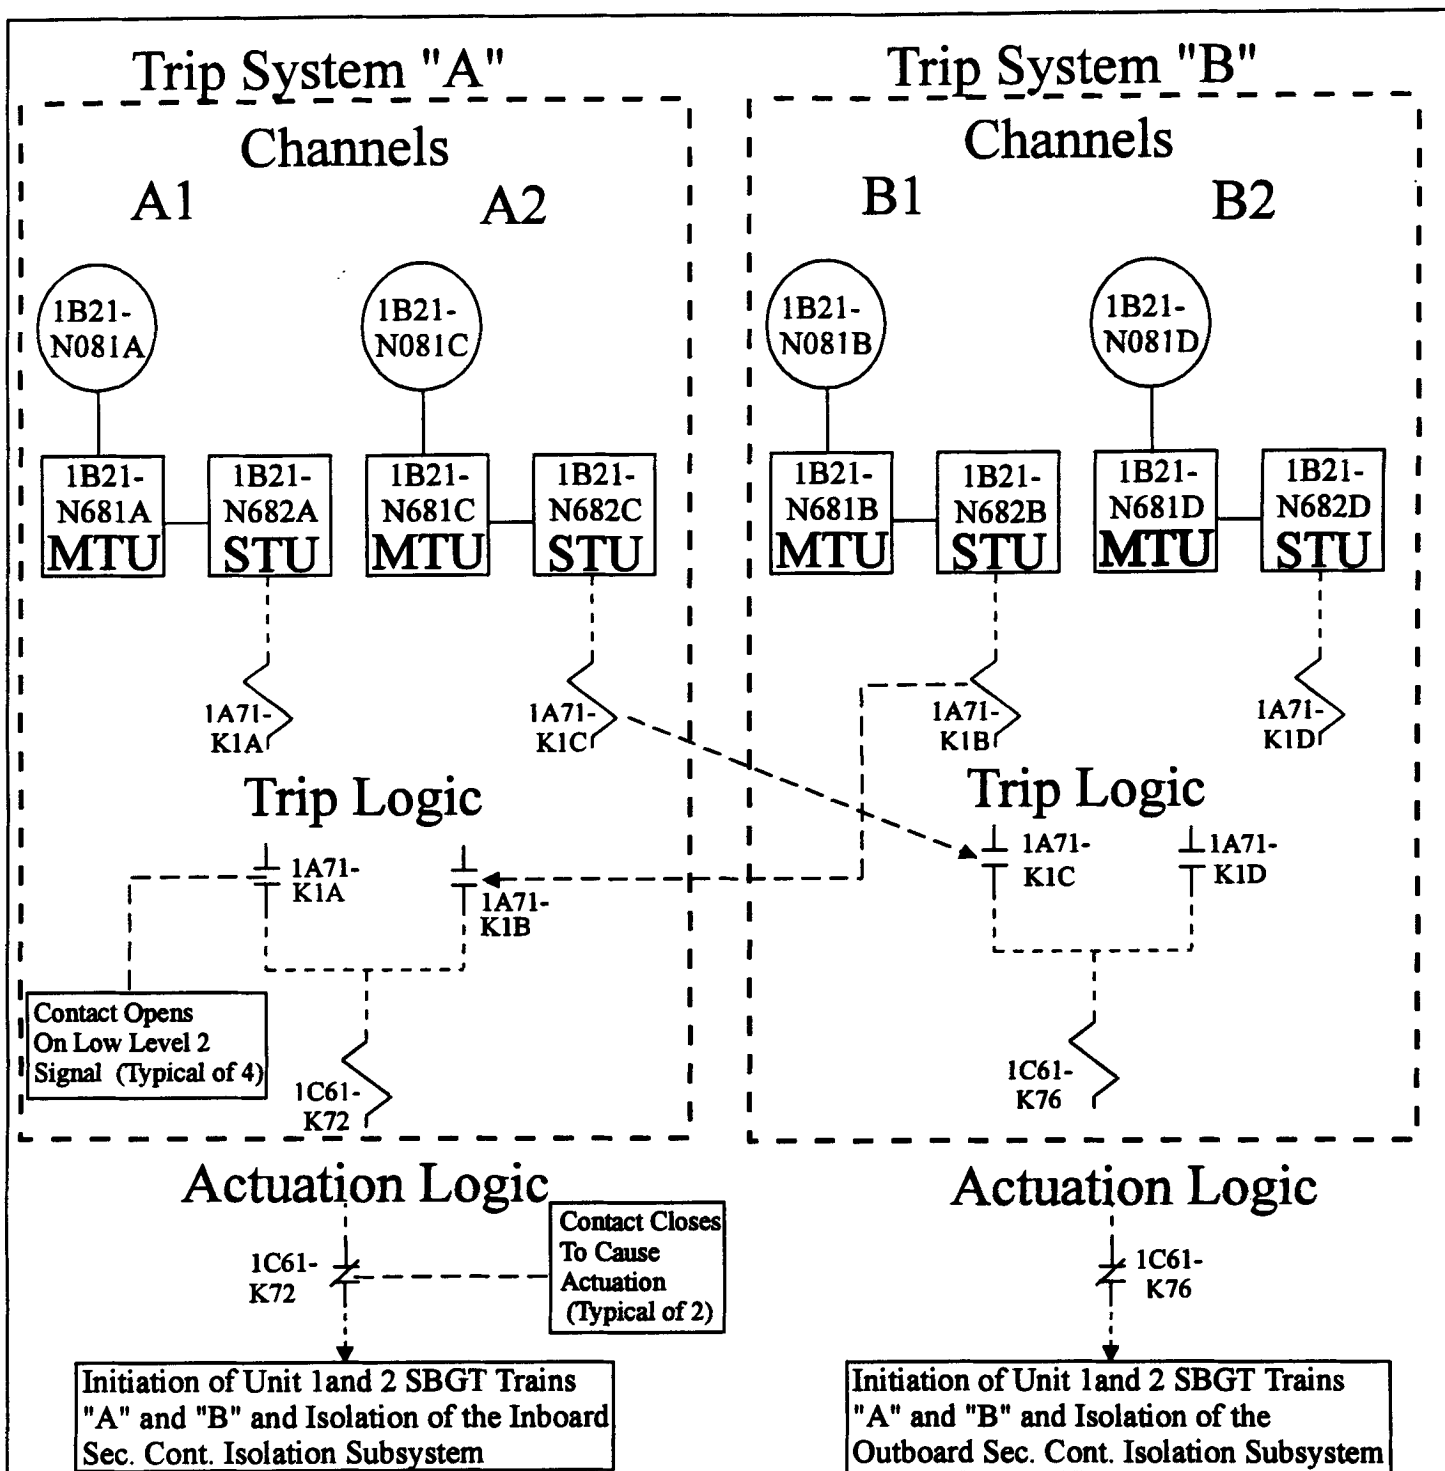 Trip System "A"
Trip System "B"
Channels
Channels
A1
A2
B1
B2
1B21-
N081A
1B21-
N081C
1B21-
N081B
1B21-
N081D
1B21-
N681A
MTU
1B21-
N682A
STU
1B21-
N681C
MTU
1B21-
N682C
STU
1B21-
N681B
MTU
1B21-
N682B
STU
1B21-
N681D
MTU
1B21-
N682D
STU
1A71-
K1A
1A71-
K1C
1A71-
K1B
1A71-
K1D
Trip Logic
Trip Logic
1A71-
K1A
1A71-
K1B
1A71-
K1C
1A71-
K1D
Contact Opens
On Low Level 2
Signal (Typical of 4)
1C61-
K72
1C61-
K76
Actuation Logic
Actuation Logic
1C61-
K72
Contact Closes
To Cause
Actuation
(Typical of 2)
1C61-
K76
Initiation of Unit 1and 2 SBGT Trains
"A" and "B" and Isolation of the Inboard
Sec. Cont. Isolation Subsystem
Initiation of Unit 1and 2 SBGT Trains
"A" and "B" and Isolation of the
Outboard Sec. Cont. Isolation Subsystem